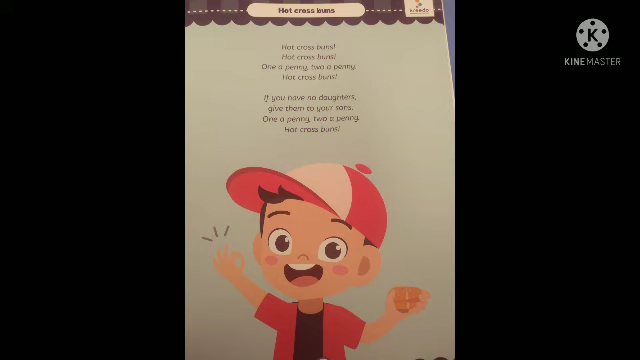 Hot cross buns
kreedo
K
KINEMASTER
Hot cross buns!
Hot cross buns!
One a penny, two a penny,
Hot cross buns!
If you have no daughters,
give them to your sons,
One a penny, two a penny,
Hot cross buns!